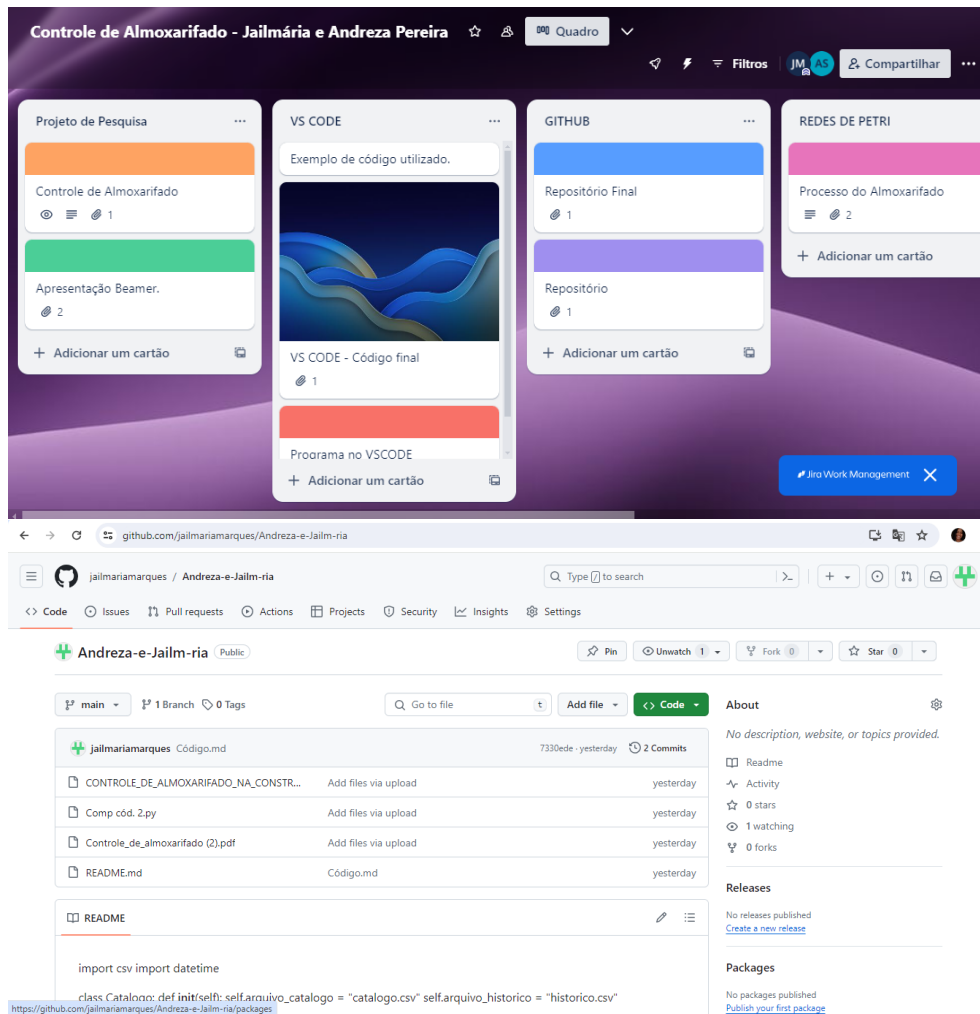 Controle de Almoxarifado - Jailmária e Andreza Pereira Quadro
Filtros JM AS Compartilhar
Projeto de Pesquisa
Controle de Almoxarifado
1
Apresentação Beamer.
2
+ Adicionar um cartão
VS CODE
Exemplo de código utilizado.
VS CODE - Código final
1
Programa no VSCODE
+ Adicionar um cartão
GITHUB
Repositório Final
1
Repositório
1
+ Adicionar um cartão
REDES DE PETRI
Processo do Almoxarifado
2
+ Adicionar um cartão
Jira Work Management
github.com/jailmariamarques/Andreza-e-Jailm-ria
jailmariamarques / Andreza-e-Jailm-ria
Type / to search
Code Issues Pull requests Actions Projects Security Insights Settings
Andreza-e-Jailm-ria Public
Pin Unwatch 1 Fork 0 Star 0
main 1 Branch 0 Tags Go to file t Add file Code
jailmariamarques Código.md 7330ede · yesterday 2 Commits
CONTROLE_DE_ALMOXARIFADO_NA_CONSTR... Add files via upload yesterday
Comp cód. 2.py Add files via upload yesterday
Controle_de_almoxarifado (2).pdf Add files via upload yesterday
README.md Código.md yesterday
README
import csv import datetime
class Catalogo: def init(self): self.arquivo_catalogo = "catalogo.csv" self.arquivo_historico = "historico.csv"
https://github.com/jailmariamarques/Andreza-e-Jailm-ria/packages
About
No description, website, or topics provided.
Readme
Activity
0 stars
1 watching
0 forks
Releases
No releases published
Create a new release
Packages
No packages published
Publish your first package